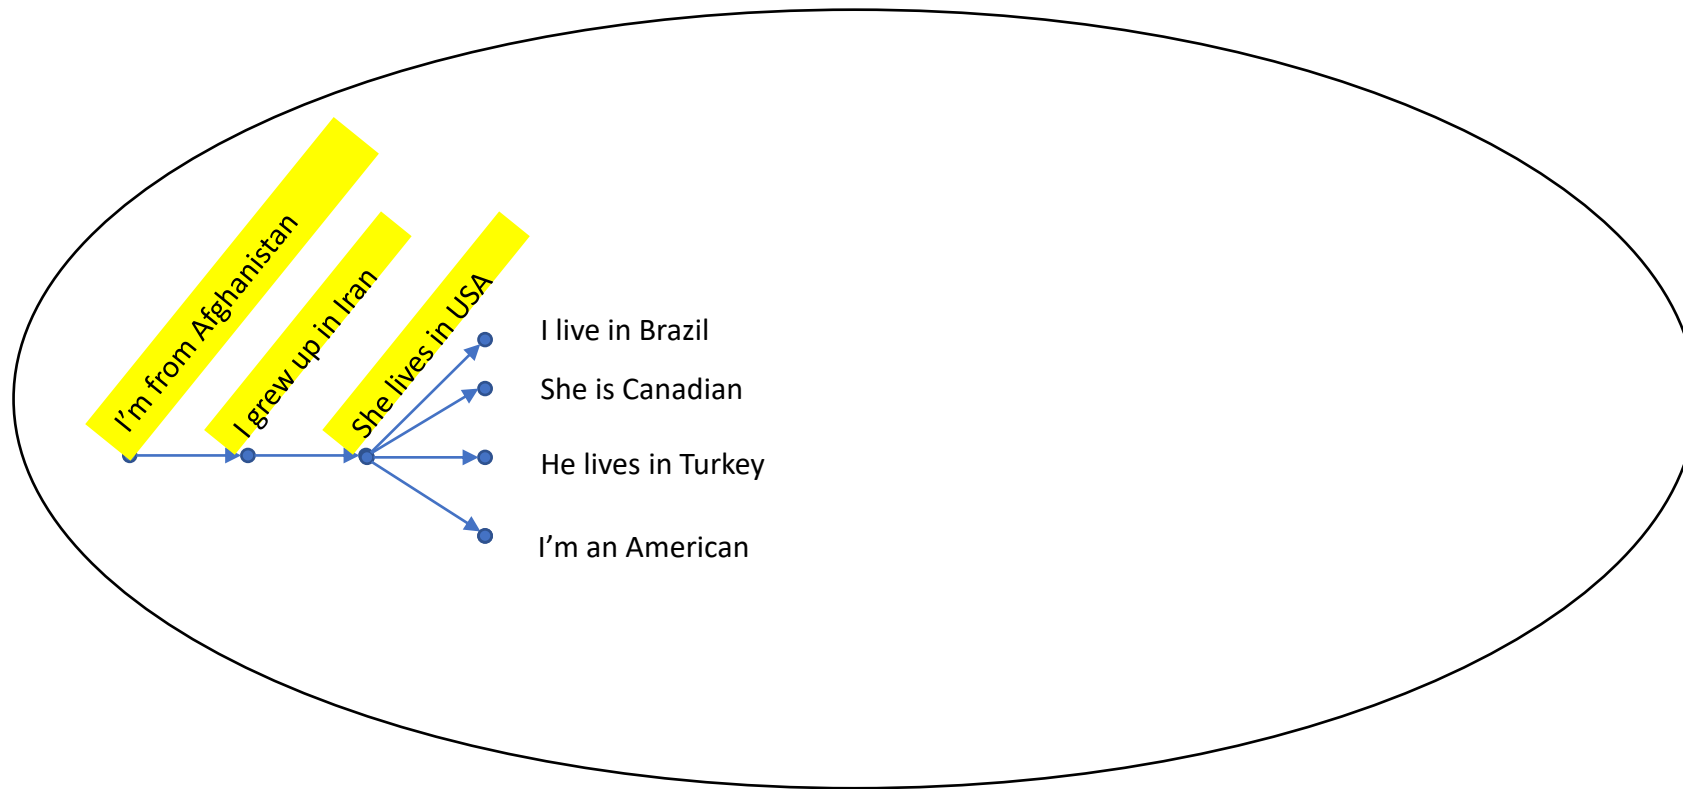 I'm from Afghanistan
I grew up in Iran
She lives in USA
I live in Brazil
She is Canadian
He lives in Turkey
I'm an American